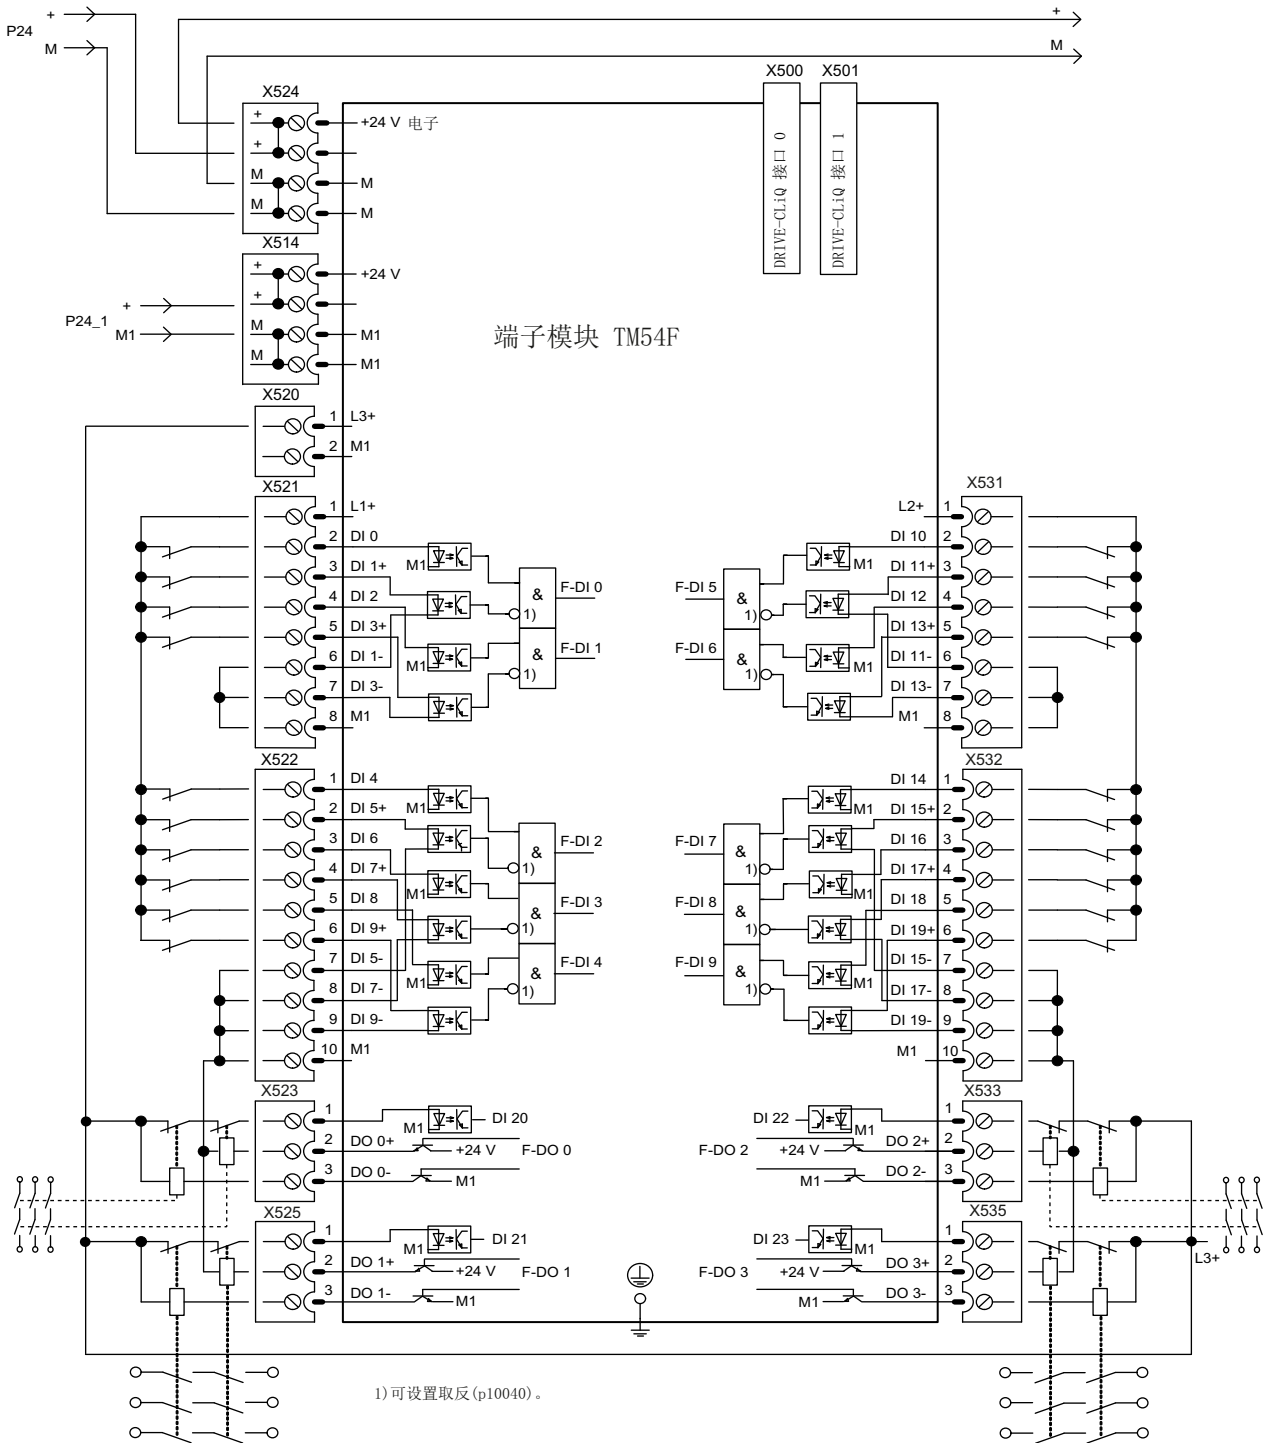 P24
+
M
+
M
X500 X501
DRIVE-CLiQ 接口 0
DRIVE-CLiQ 接口 1
X524
+ +24 V 电子
+
M M
M M
X514
+ +24 V
+
M M1
M M1
+
P24_1
M1
端子模块 TM54F
X520
1 L3+
2 M1
X521
1 L1+
2 DI 0
3 DI 1+
4 DI 2
5 DI 3+
6 DI 1-
7 DI 3-
8 M1
M1
M1
& F-DI 0
1)
& F-DI 1
1)
X531
L2+ 1
DI 10 2
DI 11+ 3
DI 12 4
DI 13+ 5
DI 11- 6
DI 13- 7
M1 8
M1
M1
F-DI 5 &
1)
F-DI 6 &
1)
X522
1 DI 4
2 DI 5+
3 DI 6
4 DI 7+
5 DI 8
6 DI 9+
7 DI 5-
8 DI 7-
9 DI 9-
10 M1
M1
M1
M1
& F-DI 2
1)
& F-DI 3
1)
& F-DI 4
1)
X532
DI 14 1
DI 15+ 2
DI 16 3
DI 17+ 4
DI 18 5
DI 19+ 6
DI 15- 7
DI 17- 8
DI 19- 9
M1 10
M1
M1
M1
F-DI 7 &
1)
F-DI 8 &
1)
F-DI 9 &
1)
X523
1 M1 DI 20
2 DO 0+ +24 V F-DO 0
3 DO 0- M1
X533
DI 22 M1 1
F-DO 2 +24 V DO 2+ 2
M1 DO 2- 3
X525
1 M1 DI 21
2 DO 1+ +24 V F-DO 1
3 DO 1- M1
X535
DI 23 M1 1
F-DO 3 +24 V DO 3+ 2
M1 DO 3- 3
L3+
1)可设置取反(p10040)。